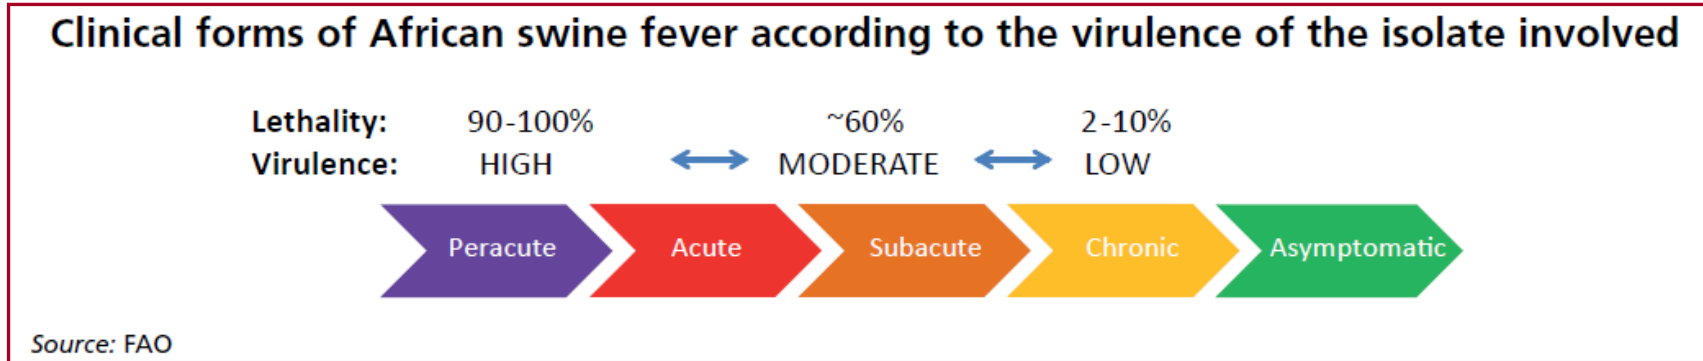 Clinical forms of African swine fever according to the virulence of the isolate involved
Lethality: 90-100% ~60% 2-10%
Virulence: HIGH MODERATE LOW
Peracute Acute Subacute Chronic Asymptomatic
Source: FAO